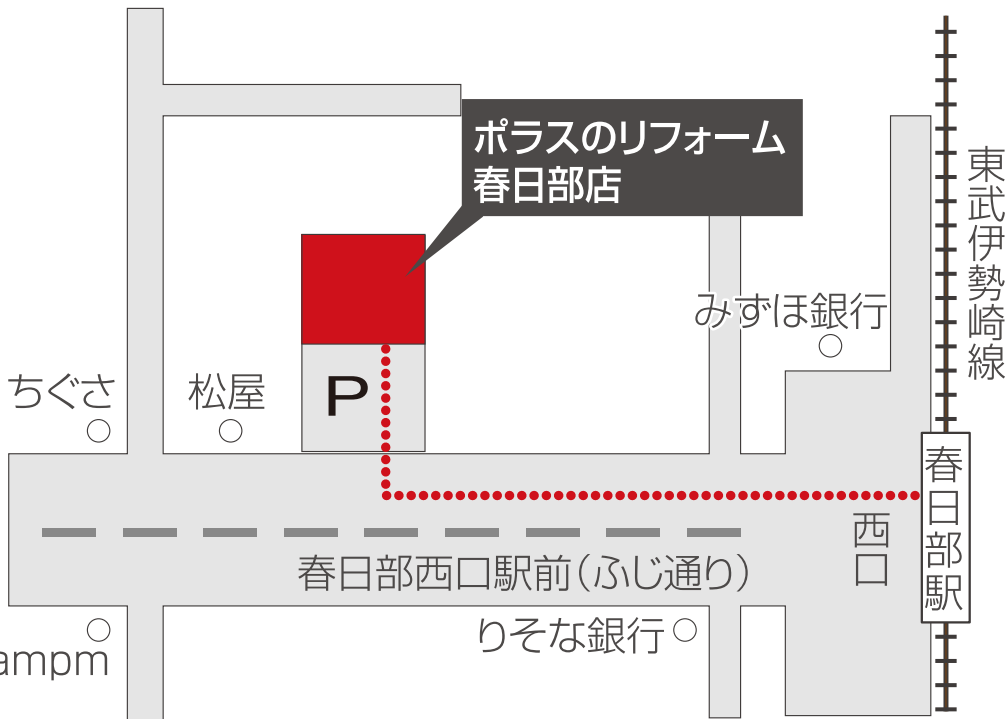 ポラスのリフォーム
春日部店
東武伊勢崎線
みずほ銀行
ちぐさ
松屋
P
春日部駅
西口
春日部西口駅前(ふじ通り)
りそな銀行
ampm